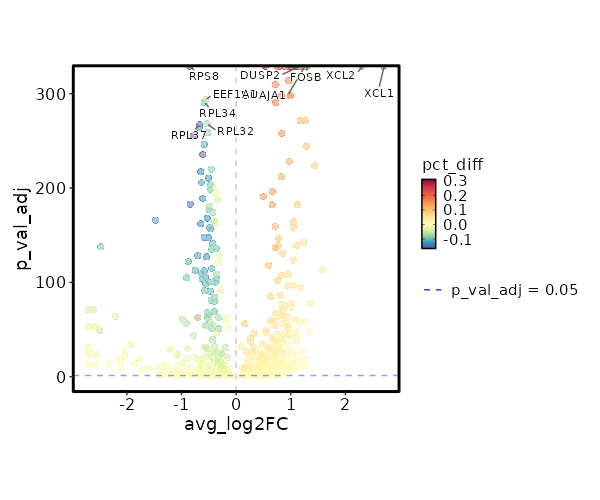 RPS8
DUSP2
FOSB
XCL2
XCL1
EEF1A1
DNAJA1
RPL34
RPL37
RPL32
300
200
100
0
p_val_adj
-2
-1
0
1
2
avg_log2FC
pct_diff
0.3
0.2
0.1
0.0
-0.1
p_val_adj = 0.05